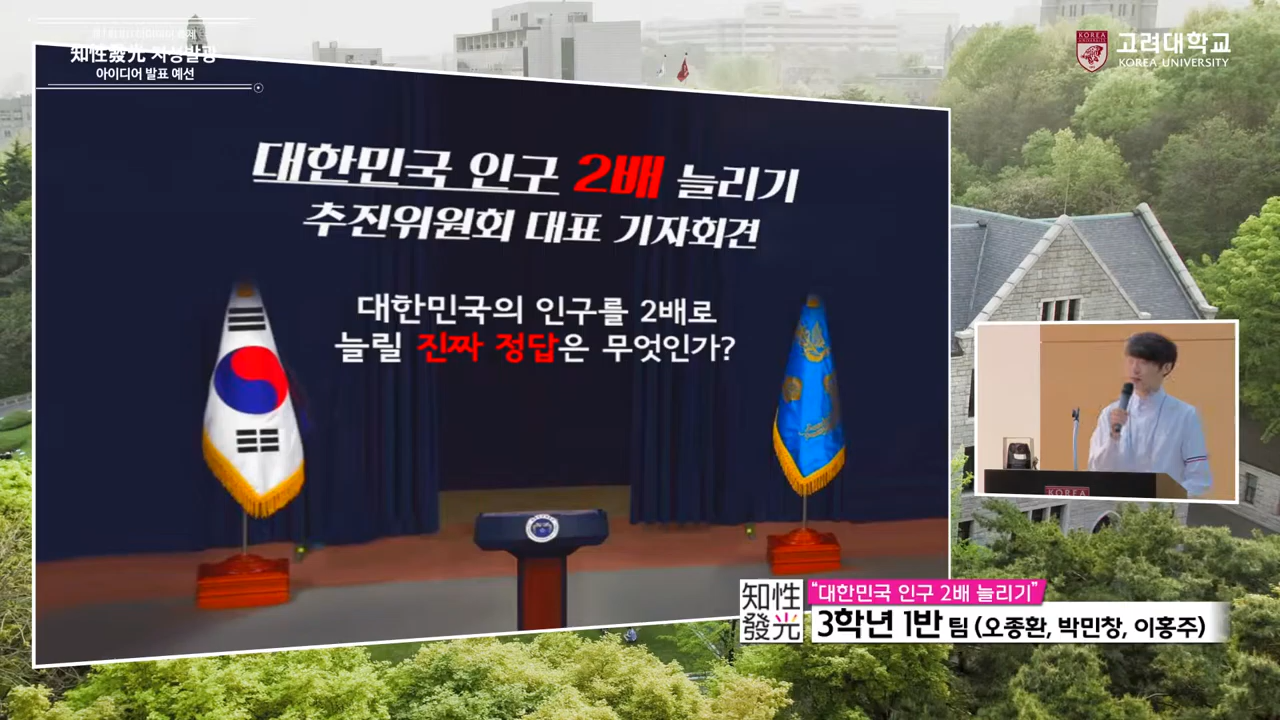 知性發光 지성발광
아이디어 발표 예선
고려대학교
KOREA UNIVERSITY
대한민국 인구 2배 늘리기
추진위원회 대표 기자회견
대한민국의 인구를 2배로
늘릴 진짜 정답은 무엇인가?
KOREA
知性
發光
“대한민국 인구 2배 늘리기”
3학년 1반 팀 (오종환, 박민창, 이홍주)